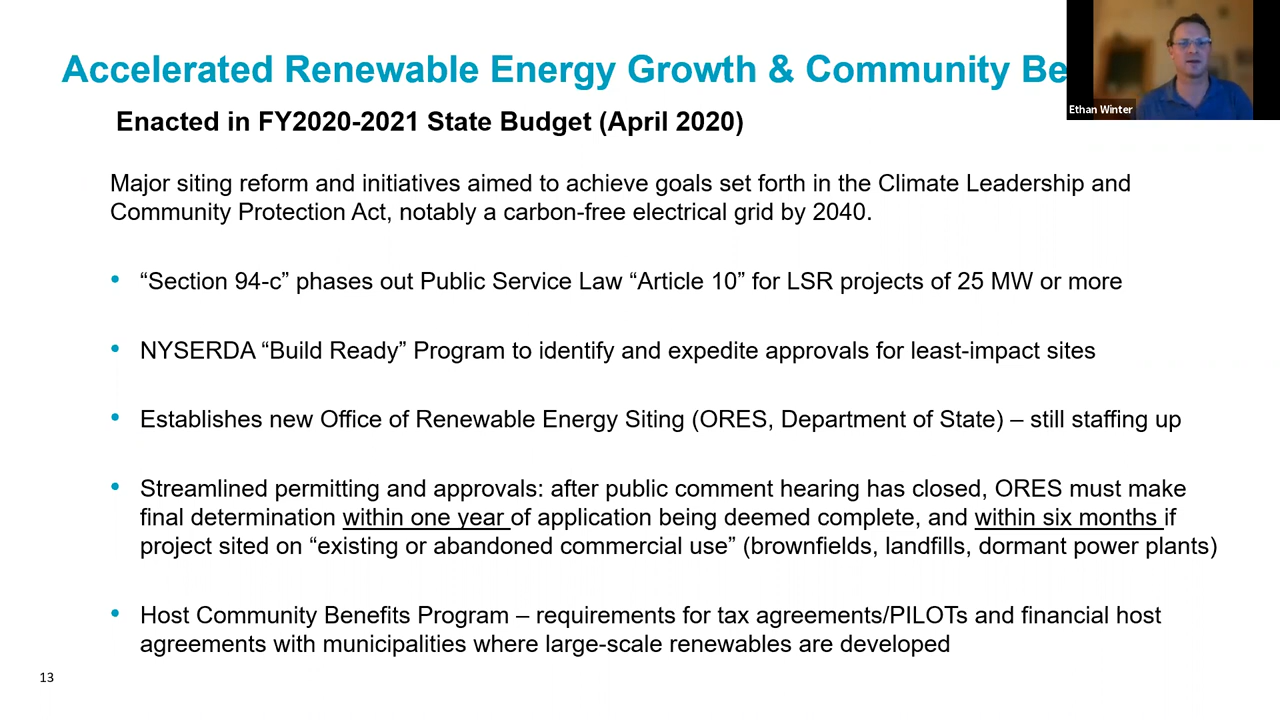 Accelerated Renewable Energy Growth & Community Be
Ethan Winter
Enacted in FY2020-2021 State Budget (April 2020)
Major siting reform and initiatives aimed to achieve goals set forth in the Climate Leadership and
Community Protection Act, notably a carbon-free electrical grid by 2040.
• “Section 94-c” phases out Public Service Law “Article 10” for LSR projects of 25 MW or more
• NYSERDA “Build Ready” Program to identify and expedite approvals for least-impact sites
• Establishes new Office of Renewable Energy Siting (ORES, Department of State) – still staffing up
• Streamlined permitting and approvals: after public comment hearing has closed, ORES must make
final determination within one year of application being deemed complete, and within six months if
project sited on “existing or abandoned commercial use” (brownfields, landfills, dormant power plants)
• Host Community Benefits Program – requirements for tax agreements/PILOTs and financial host
agreements with municipalities where large-scale renewables are developed
13